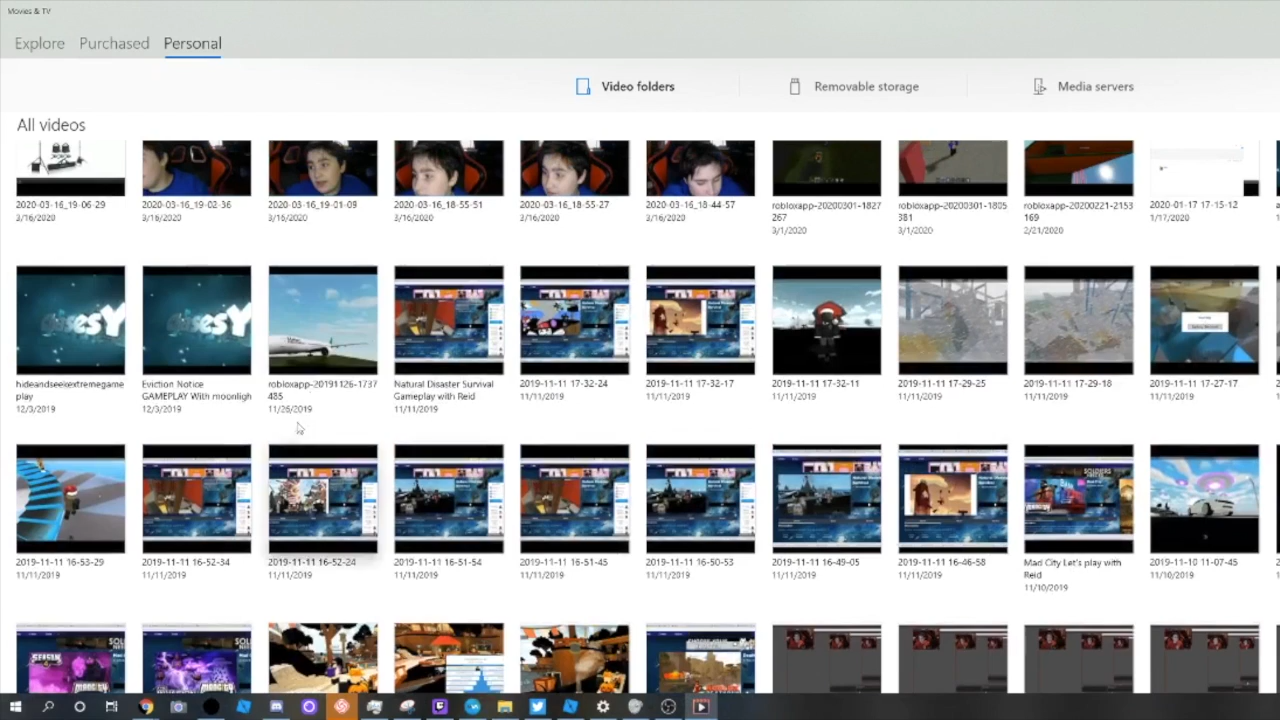 Movies & TV
Explore Purchased Personal
Video folders Removable storage Media servers
All videos
2020-03-16_19-06-29 2020-03-16_19-02-36 2020-03-16_19-01-09 2020-03-16_18-55-51 2020-03-16_18-55-27 2020-03-16_18-44-57 robloxapp-20200301-1827 robloxapp-20200301-1805 robloxapp-20200221-2153 2020-01-17 17-15-12
3/16/2020 3/16/2020 3/16/2020 3/16/2020 3/16/2020 3/16/2020 267 381 169 1/17/2020
3/1/2020 3/1/2020 2/21/2020
hideandseekextremegame Eviction Notice robloxapp-20191126-1737 Natural Disaster Survival 2019-11-11 17-32-24 2019-11-11 17-32-17 2019-11-11 17-32-11 2019-11-11 17-29-25 2019-11-11 17-29-18 2019-11-11 17-27-17
play GAMEPLAY With moonligh 485 Gameplay with Reid 11/11/2019 11/11/2019 11/11/2019 11/11/2019 11/11/2019 11/11/2019
12/3/2019 12/3/2019 11/26/2019 11/11/2019
2019-11-11 16-53-29 2019-11-11 16-52-34 2019-11-11 16-52-24 2019-11-11 16-51-54 2019-11-11 16-51-45 2019-11-11 16-50-53 2019-11-11 16-49-05 2019-11-11 16-46-58 Mad City Let's play with 2019-11-10 11-07-45
11/11/2019 11/11/2019 11/11/2019 11/11/2019 11/11/2019 11/11/2019 11/11/2019 11/11/2019 Reid 11/10/2019
11/10/2019